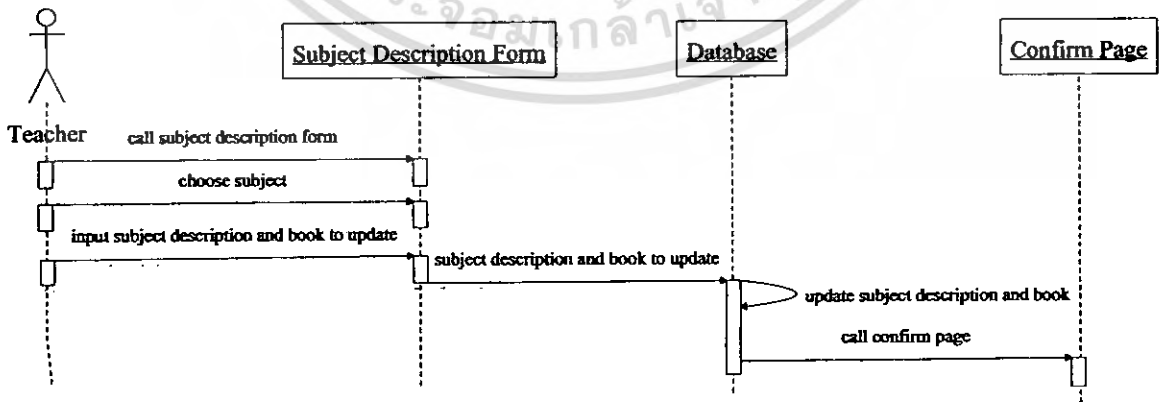 Subject Description Form
Database
Confirm Page
Teacher
call subject description form
choose subject
input subject description and book to update
subject description and book to update
update subject description and book
call confirm page